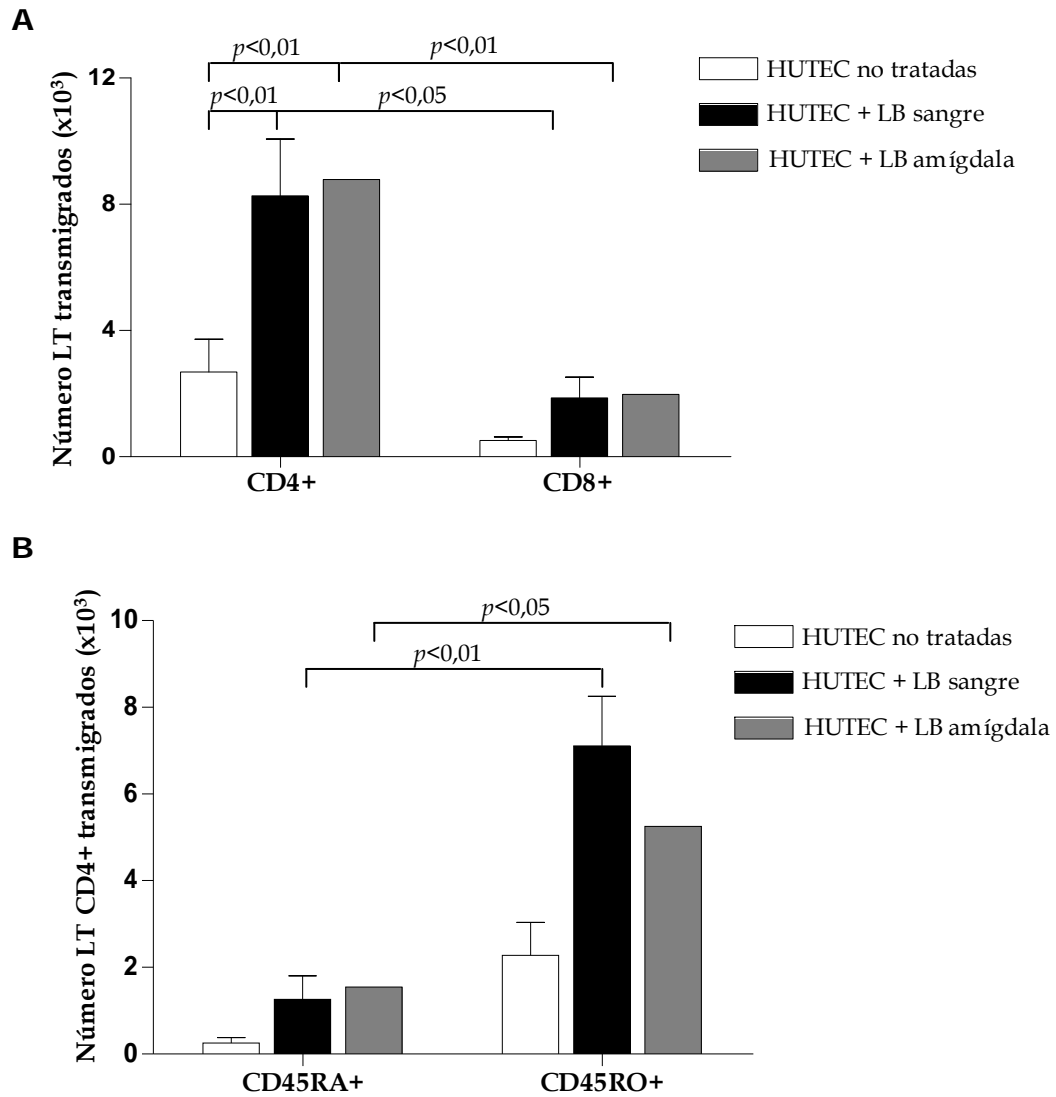 A
p<0,01 p<0,01
p<0,01 p<0,05
12
8
4
0
Número LT transmigrados (x10³)
CD4+ CD8+
HUTEC no tratadas
HUTEC + LB sangre
HUTEC + LB amígdala
B
p<0,05
p<0,01
10
8
6
4
2
0
Número LT CD4+ transmigrados (x10³)
CD45RA+ CD45RO+
HUTEC no tratadas
HUTEC + LB sangre
HUTEC + LB amígdala